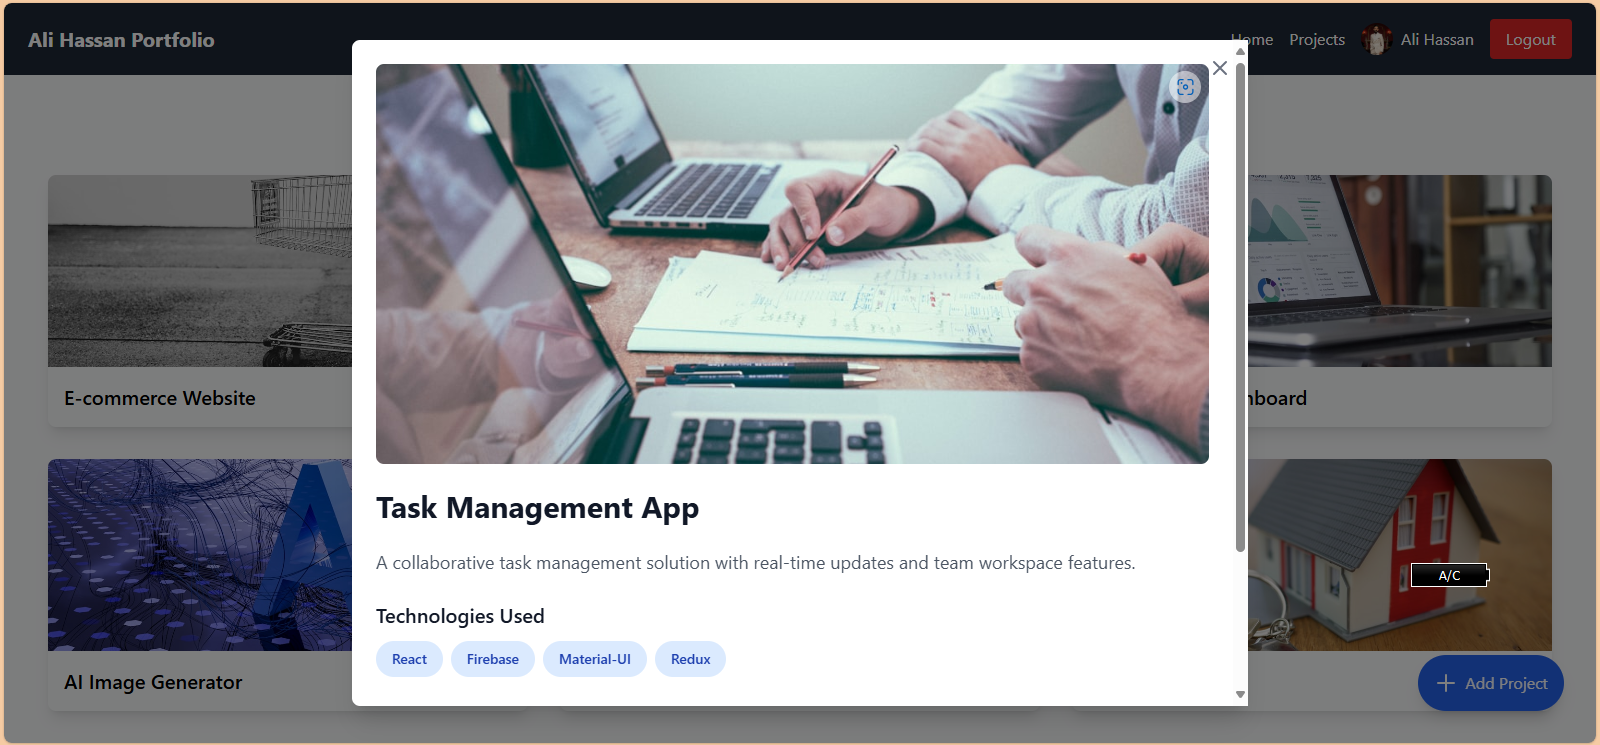 Ali Hassan Portfolio
Home Projects Ali Hassan Logout
E-commerce Website
AI Image Generator
Task Management App
A collaborative task management solution with real-time updates and team workspace features.
Technologies Used
React Firebase Material-UI Redux
A/C
Add Project